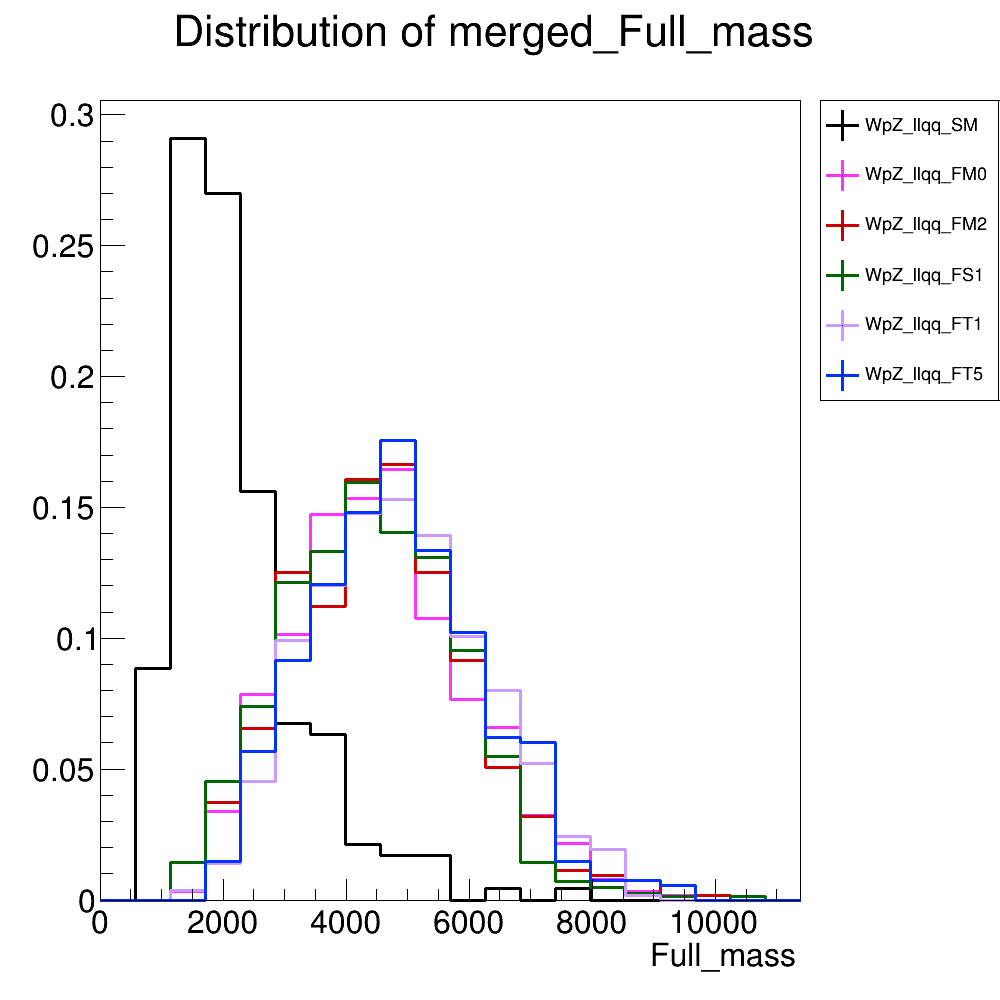 Distribution of merged_Full_mass
0.3
0.25
0.2
0.15
0.1
0.05
0
0 2000 4000 6000 8000 10000
Full_mass
WpZ_llqq_SM
WpZ_llqq_FM0
WpZ_llqq_FM2
WpZ_llqq_FS1
WpZ_llqq_FT1
WpZ_llqq_FT5